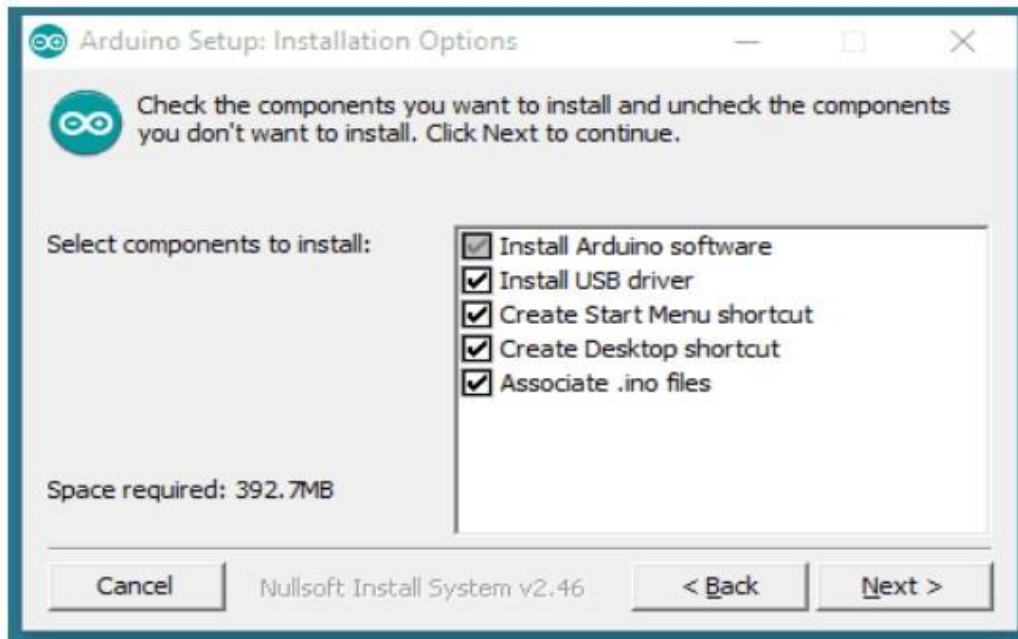 Arduino Setup: Installation Options
Check the components you want to install and uncheck the components
you don't want to install. Click Next to continue.
Select components to install:
Install Arduino software
Install USB driver
Create Start Menu shortcut
Create Desktop shortcut
Associate .ino files
Space required: 392.7MB
Cancel
Nullsoft Install System v2.46
< Back
Next >